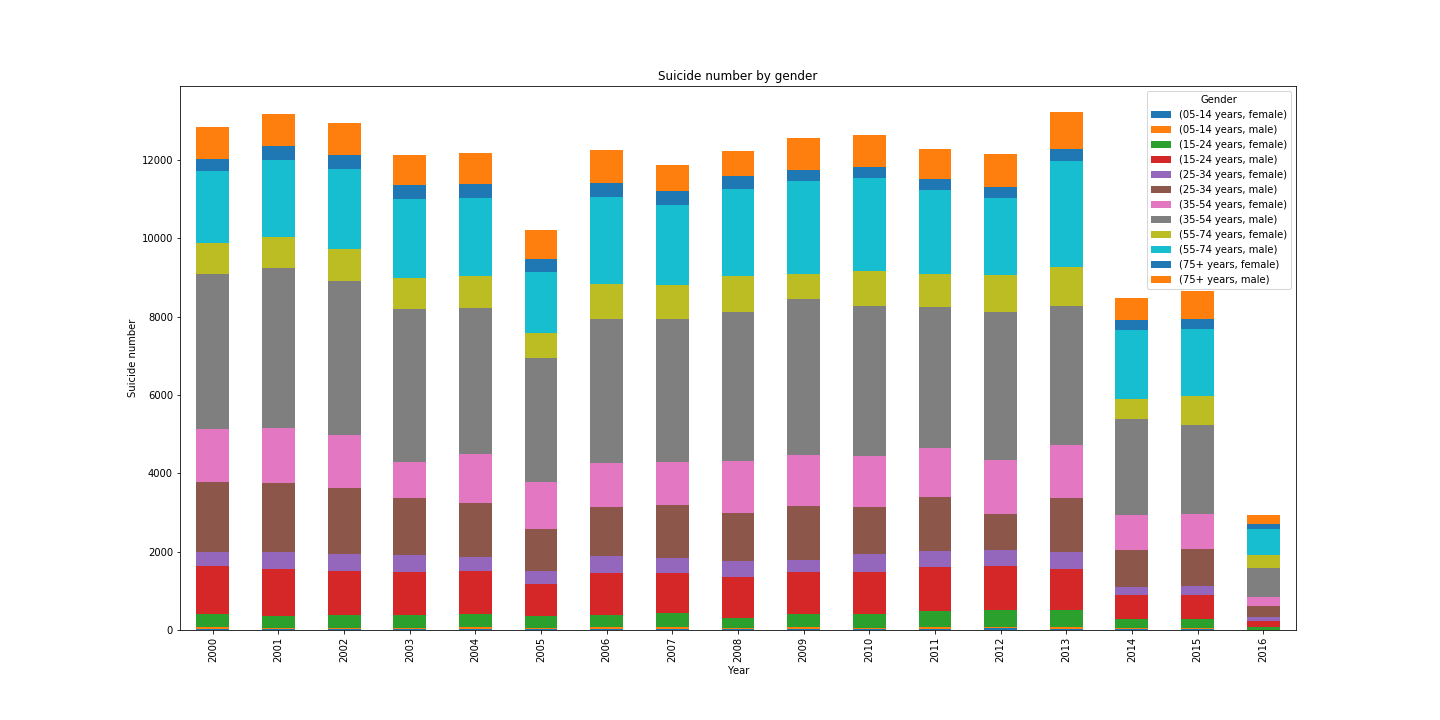 Suicide number by gender
Gender
(05-14 years, female)
(05-14 years, male)
(15-24 years, female)
(15-24 years, male)
(25-34 years, female)
(25-34 years, male)
(35-54 years, female)
(35-54 years, male)
(55-74 years, female)
(55-74 years, male)
(75+ years, female)
(75+ years, male)
12000
10000
8000
6000
4000
2000
0
Suicide number
2000
2001
2002
2003
2004
2005
2006
2007
2008
2009
2010
2011
2012
2013
2014
2015
2016
Year